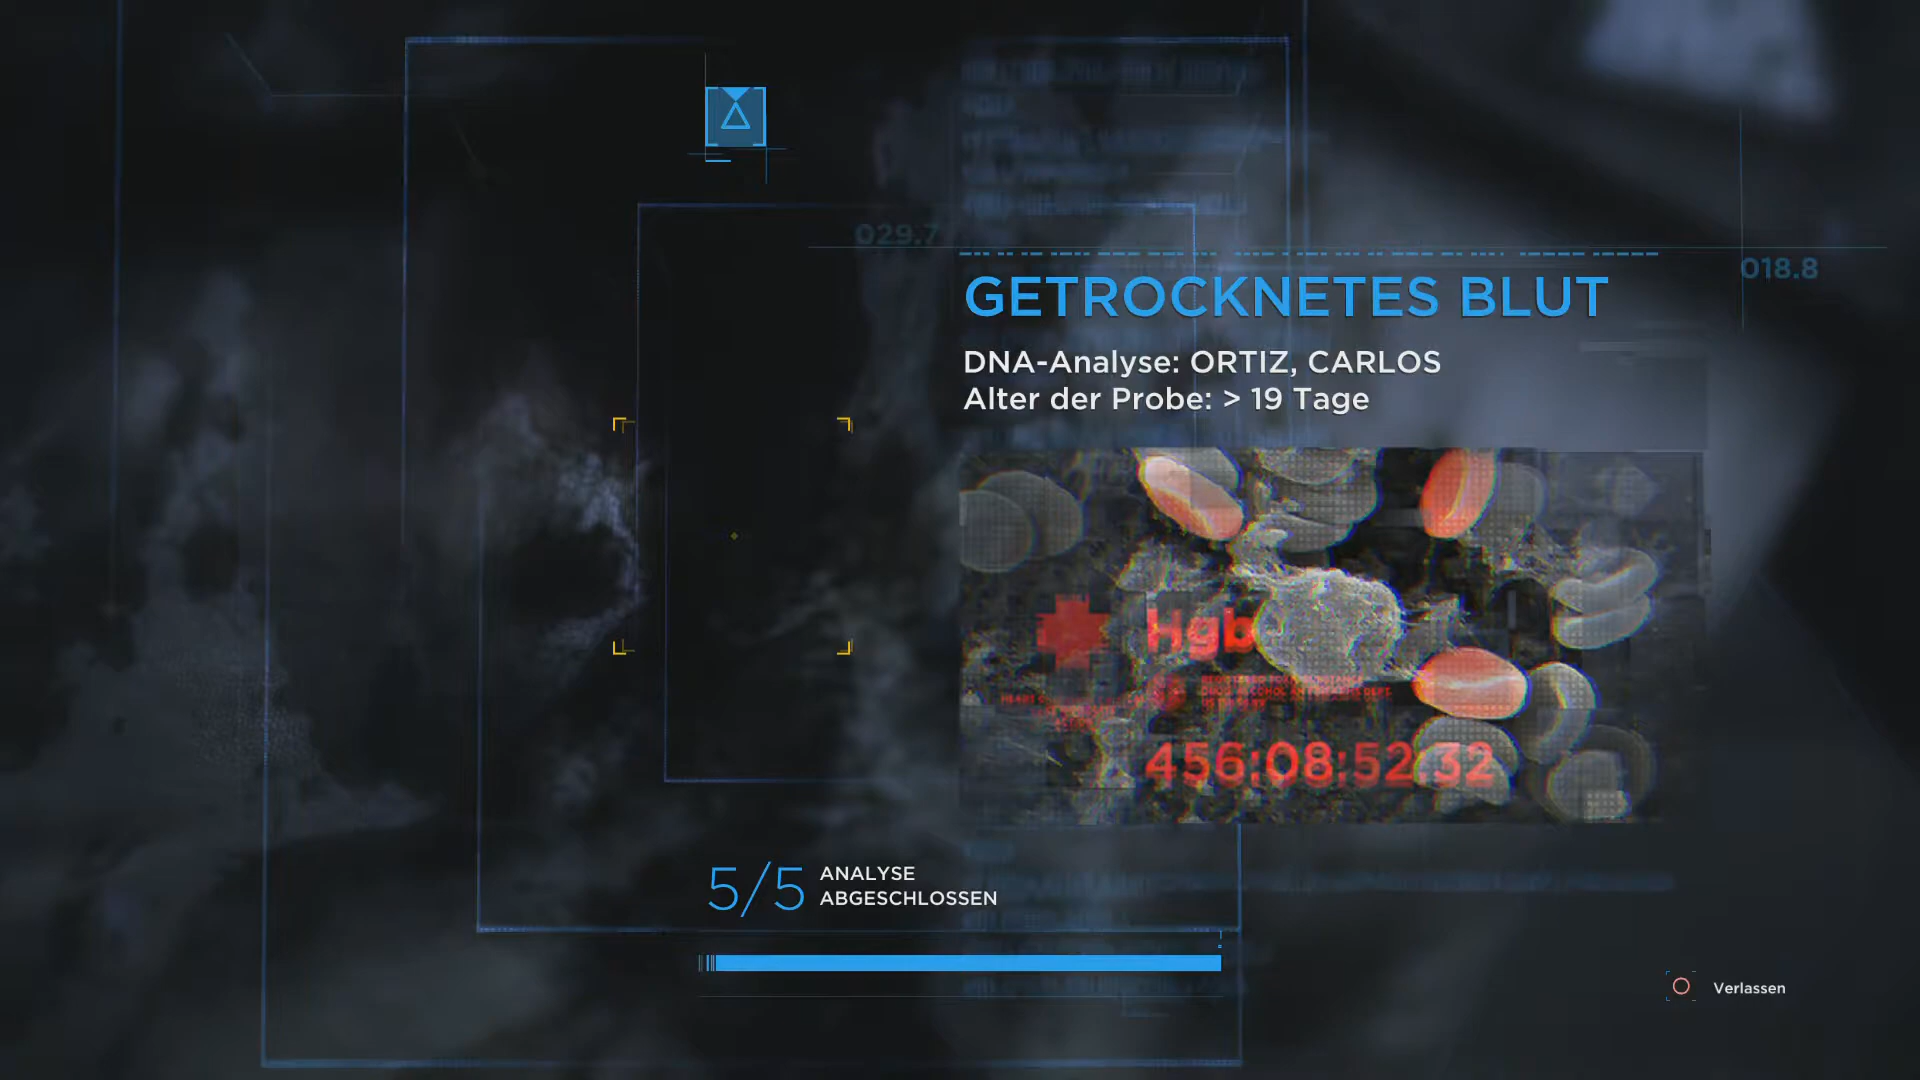 029.7
018.8
GETROCKNETES BLUT
DNA-Analyse: ORTIZ, CARLOS
Alter der Probe: > 19 Tage
Hgb
456:08:52:32
5/5
ANALYSE
ABGESCHLOSSEN
Verlassen